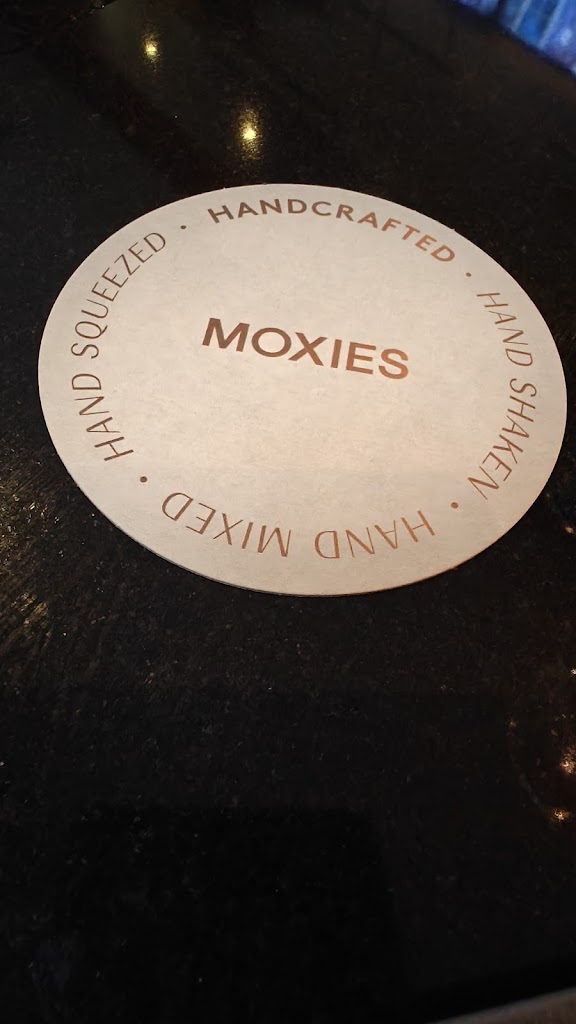 HANDCRAFTED · HAND SHAKEN · HAND MIXED · HAND SQUEEZED ·
MOXIES